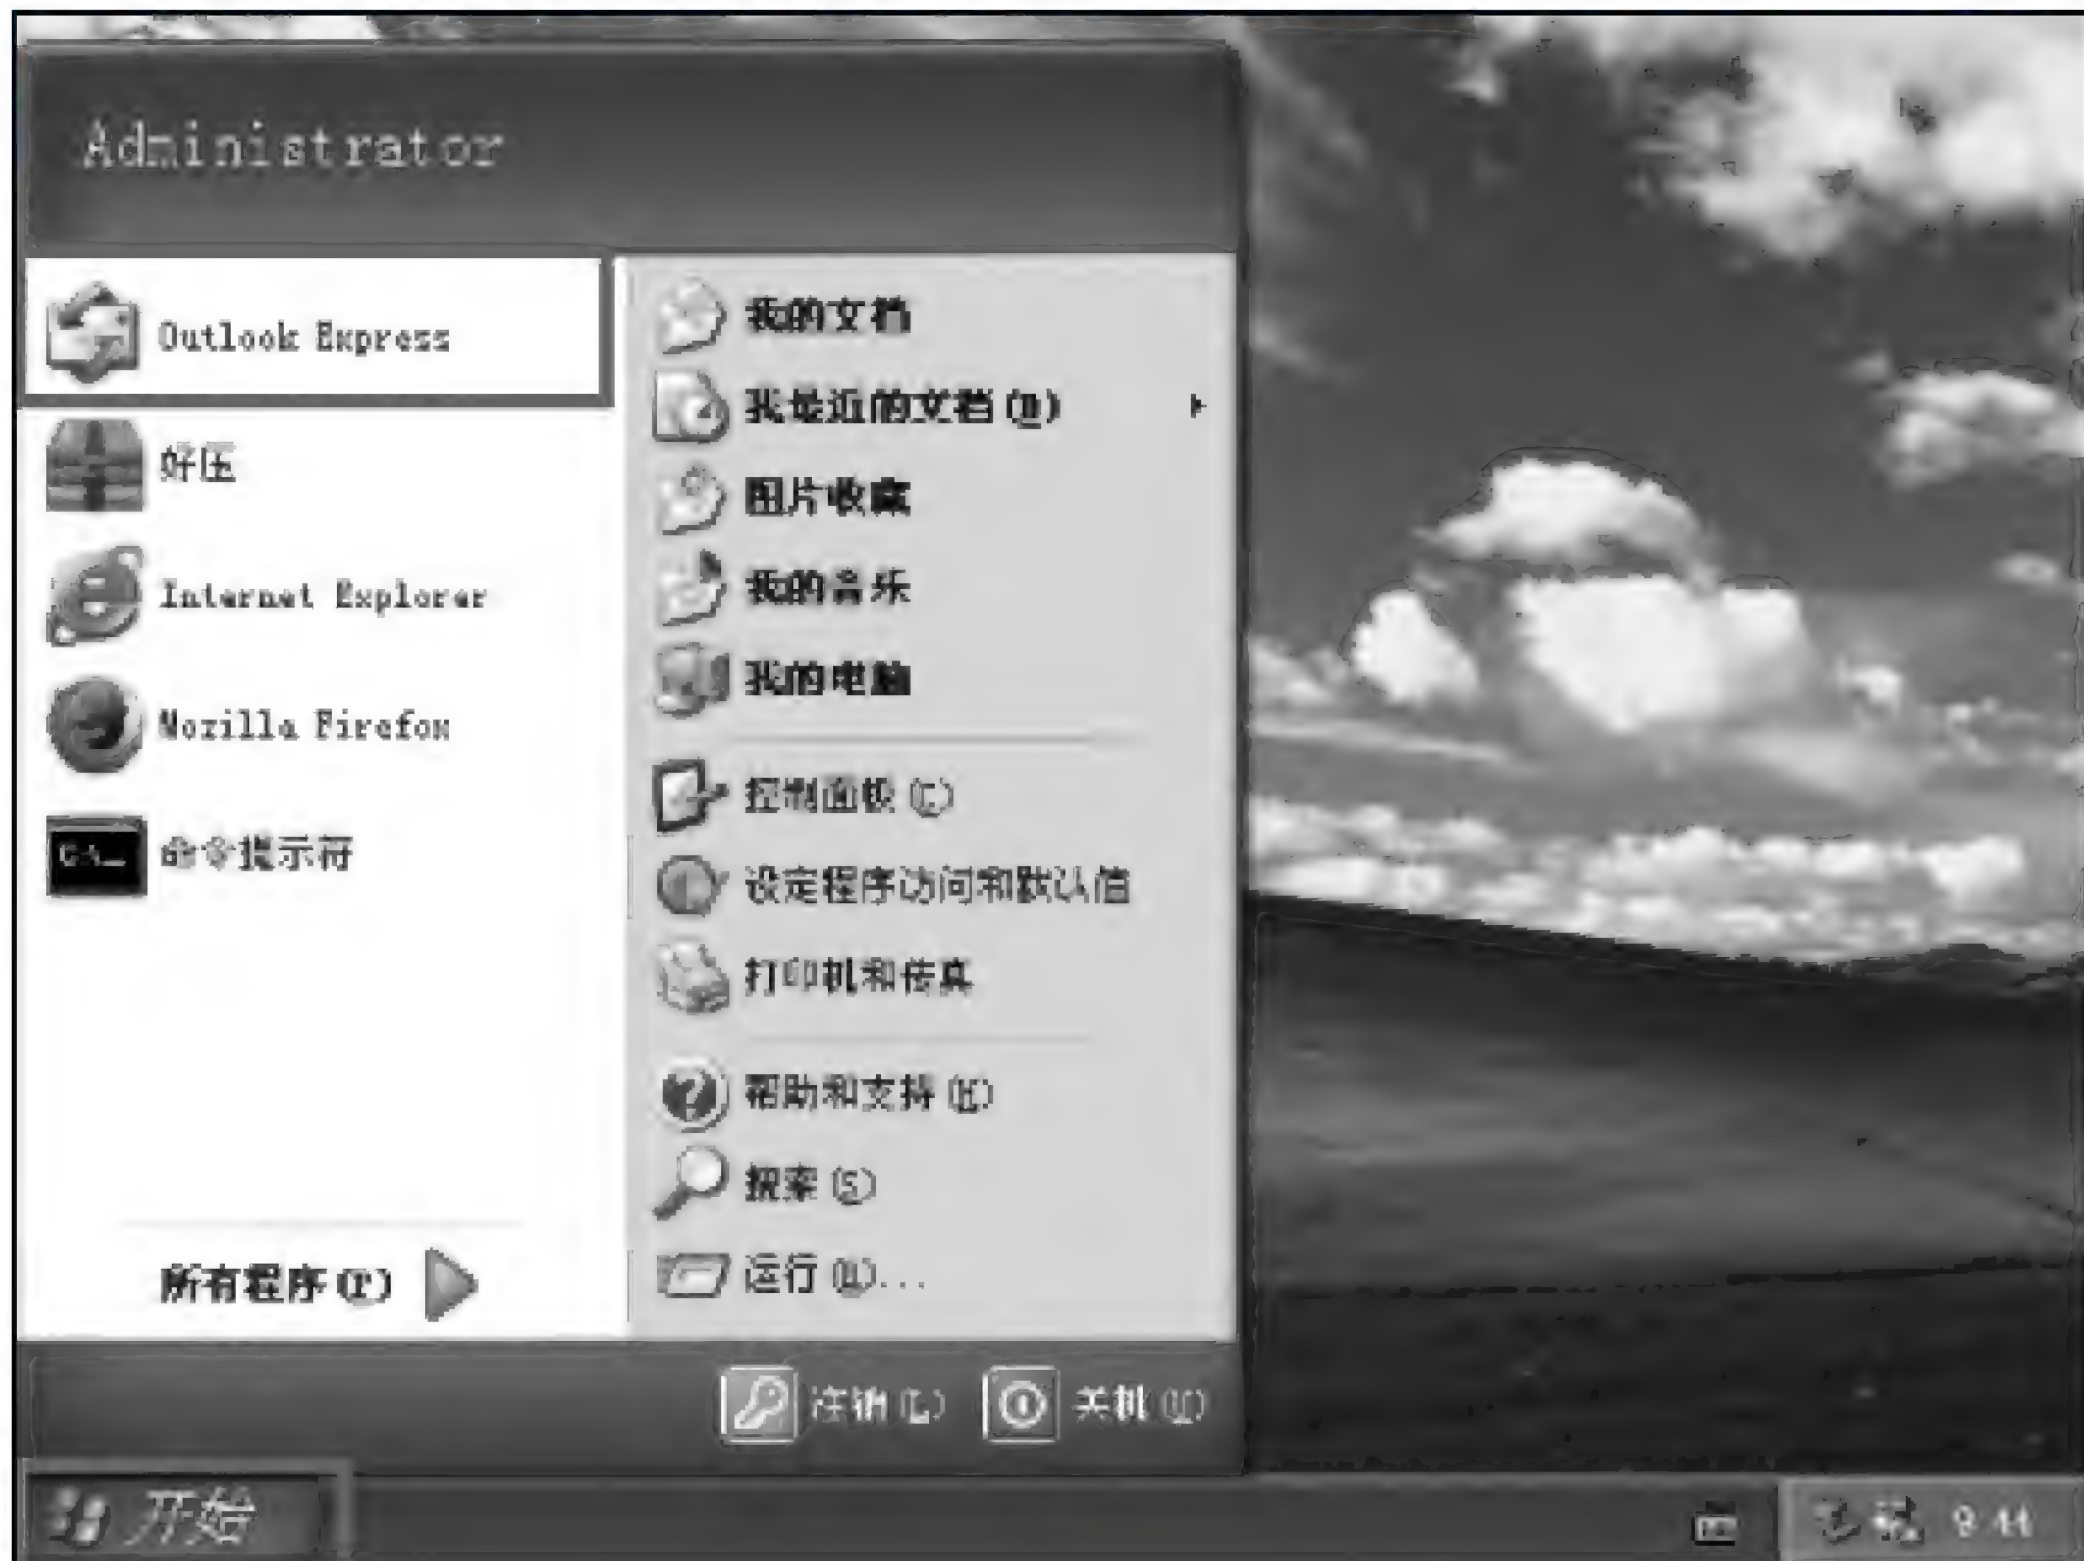 Administrator
Outlook Express
好压
Internet Explorer
Mozilla Firefox
命令提示符
所有程序(P)
我的文档
我最近的文档(D)
图片收藏
我的音乐
我的电脑
控制面板(C)
设定程序访问和默认值
打印机和传真
帮助和支持(H)
搜索(S)
运行(R)...
注销(L)
关机(U)
开始
9:44